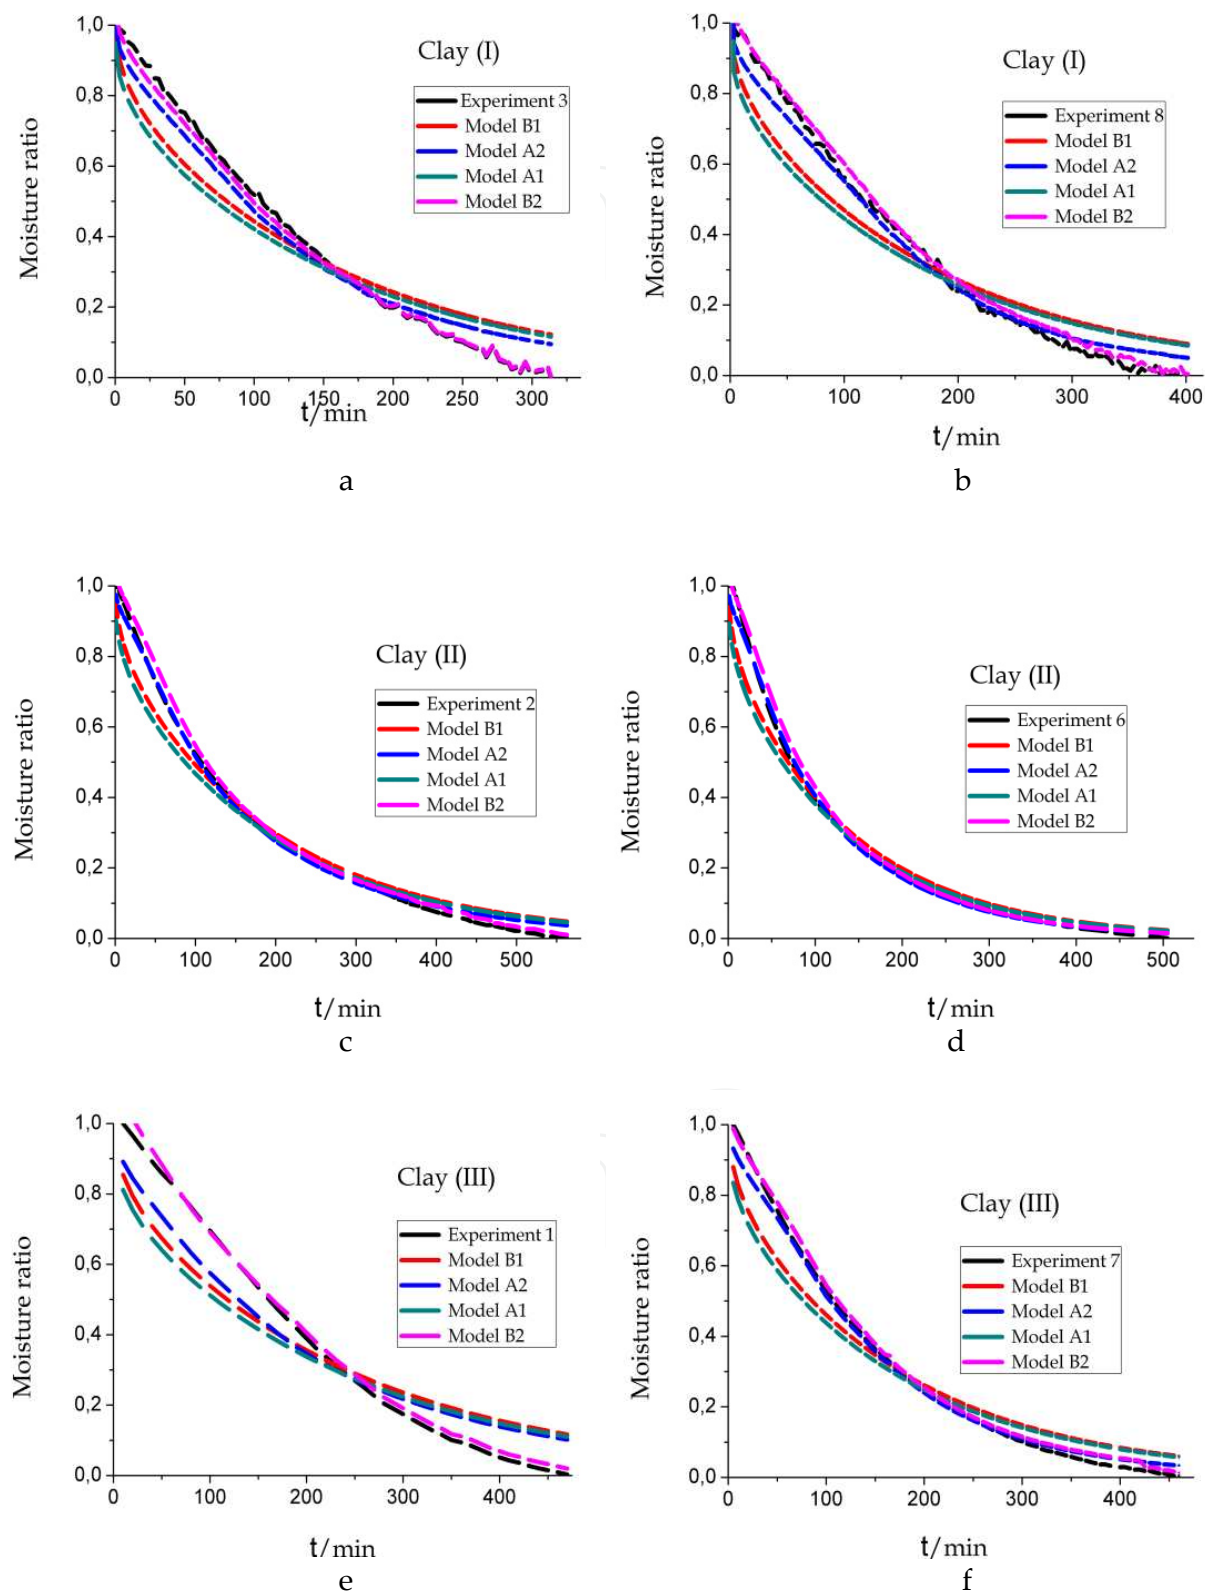 Clay (I)
Experiment 3
Model B1
Model A2
Model A1
Model B2
Moisture ratio
1,0
0,8
0,6
0,4
0,2
0,0
0 50 100 150 200 250 300
t/min
a
Clay (I)
Experiment 8
Model B1
Model A2
Model A1
Model B2
Moisture ratio
1,0
0,8
0,6
0,4
0,2
0,0
0 100 200 300 400
t/min
b
Clay (II)
Experiment 2
Model B1
Model A2
Model A1
Model B2
Moisture ratio
1,0
0,8
0,6
0,4
0,2
0,0
0 100 200 300 400 500
t/min
c
Clay (II)
Experiment 6
Model B1
Model A2
Model A1
Model B2
Moisture ratio
1,0
0,8
0,6
0,4
0,2
0,0
0 100 200 300 400 500
t/min
d
Clay (III)
Experiment 1
Model B1
Model A2
Model A1
Model B2
Moisture ratio
1,0
0,8
0,6
0,4
0,2
0,0
0 100 200 300 400
t/min
e
Clay (III)
Experiment 7
Model B1
Model A2
Model A1
Model B2
Moisture ratio
1,0
0,8
0,6
0,4
0,2
0,0
0 100 200 300 400
t/min
f